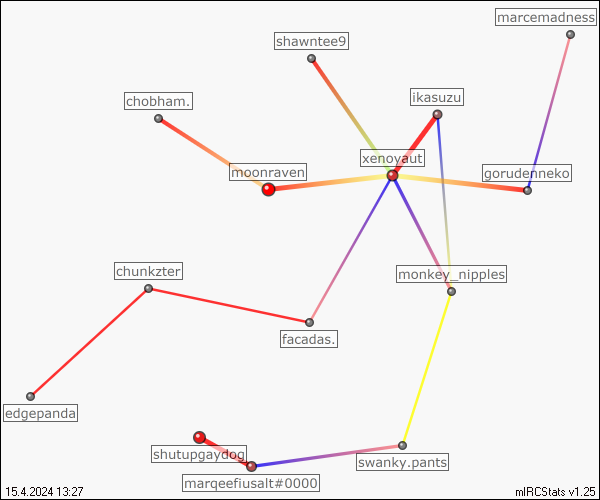 marcemadness
shawntee9
ikasuzu
chobham.
xenoyaut
moonraven
gorudenneko
chunkzter
monkey_nipples
facadas.
edgepanda
shutupgaydog
swanky.pants
marqeefiusalt#0000
15.4.2024 13:27
mIRCStats v1.25